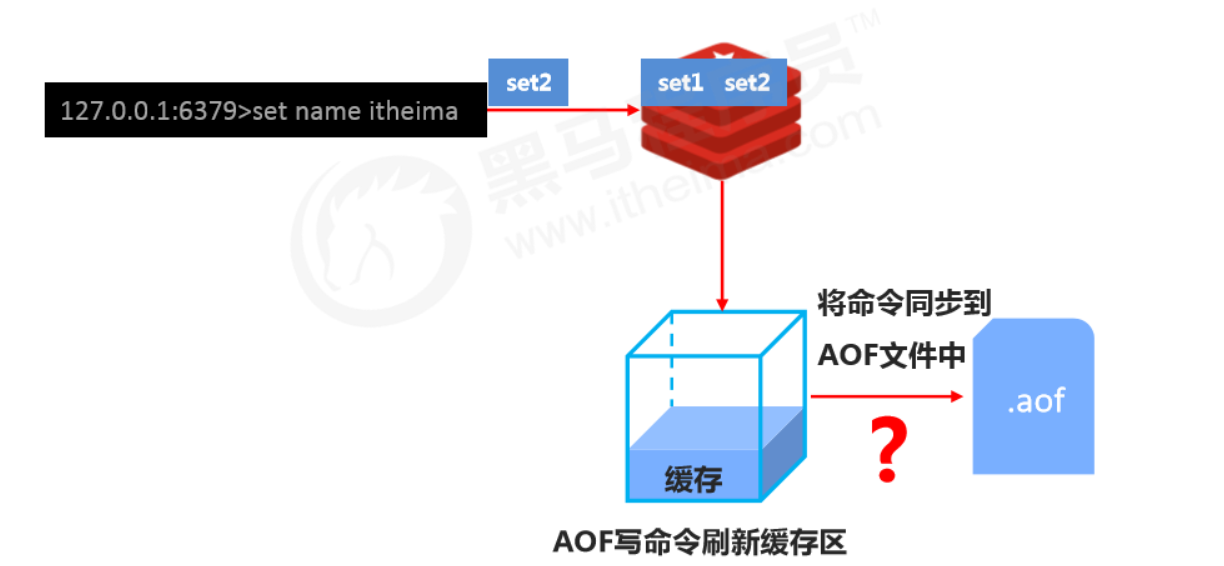 黑马程序员™
www.itheima.com
set2
set1 set2
127.0.0.1:6379>set name itheima
将命令同步到
AOF文件中
.aof
?
缓存
AOF写命令刷新缓存区